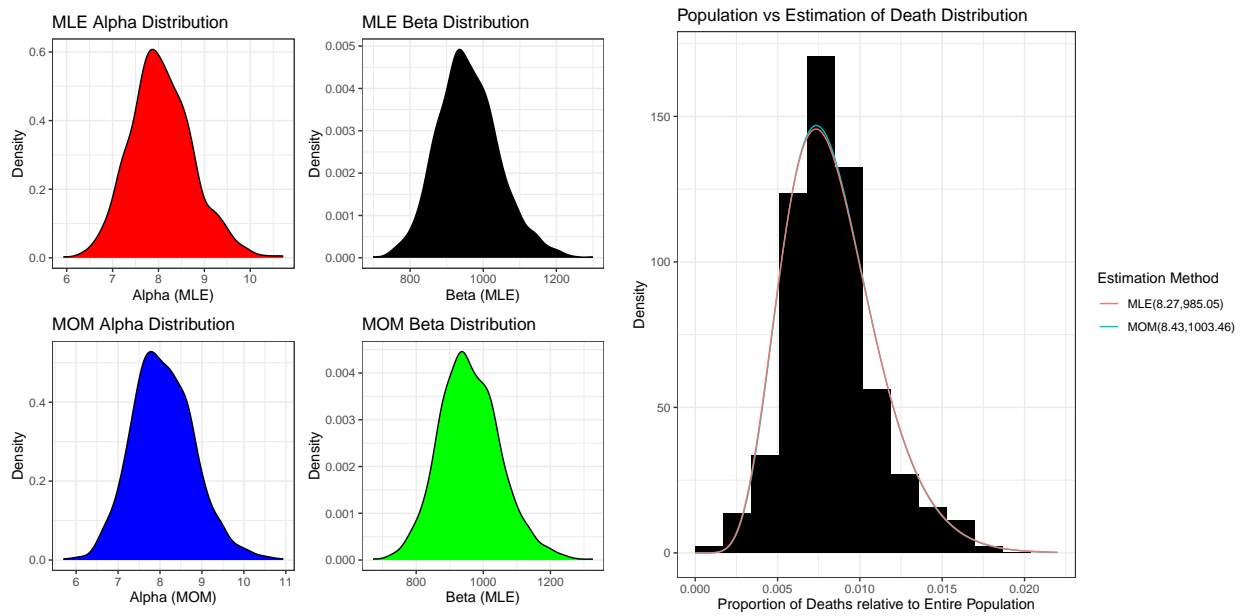 MLE Alpha Distribution
0.6
0.4
0.2
0.0
Density
6 7 8 9 10
Alpha (MLE)
MLE Beta Distribution
0.005
0.004
0.003
0.002
0.001
0.000
Density
800 1000 1200
Beta (MLE)
MOM Alpha Distribution
0.4
0.2
0.0
Density
6 7 8 9 10 11
Alpha (MOM)
MOM Beta Distribution
0.004
0.003
0.002
0.001
0.000
Density
800 1000 1200
Beta (MLE)
Population vs Estimation of Death Distribution
150
100
50
0
Density
0.000 0.005 0.010 0.015 0.020
Proportion of Deaths relative to Entire Population
Estimation Method
MLE(8.27,985.05)
MOM(8.43,1003.46)